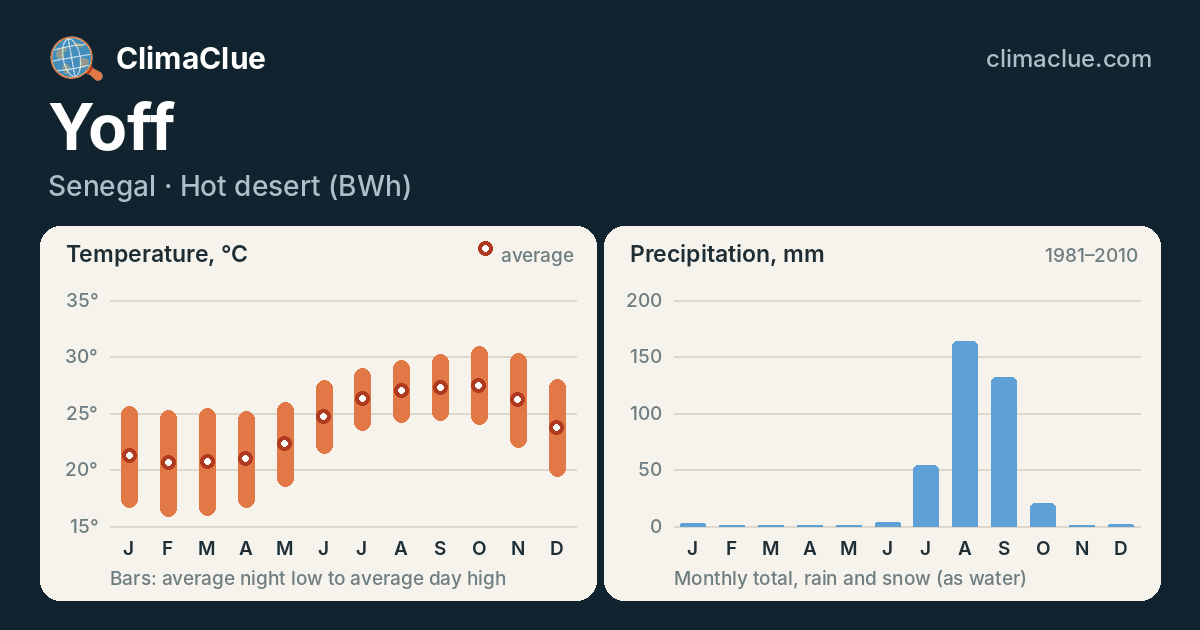 ClimaClue
climaclue.com
Yoff
Senegal · Hot desert (BWh)
Temperature, °C
average
35°
30°
25°
20°
15°
J F M A M J J A S O N D
Bars: average night low to average day high
Precipitation, mm
1981–2010
200
150
100
50
0
J F M A M J J A S O N D
Monthly total, rain and snow (as water)